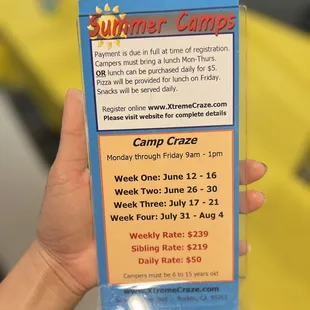 Summer Camps
Payment is due in full at time of registration.
Campers must bring a lunch Mon-Thurs.
OR lunch can be purchased daily for $5.
Pizza will be provided for lunch on Friday.
Snacks will be served daily.
Register online www.XtremeCraze.com
Please visit website for complete details
Camp Craze
Monday through Friday 9am - 1pm
Week One: June 12 - 16
Week Two: June 26 - 30
Week Three: July 17 - 21
Week Four: July 31 - Aug 4
Weekly Rate: $239
Sibling Rate: $219
Daily Rate: $50
Campers must be 6 to 15 years old
www.XtremeCraze.com